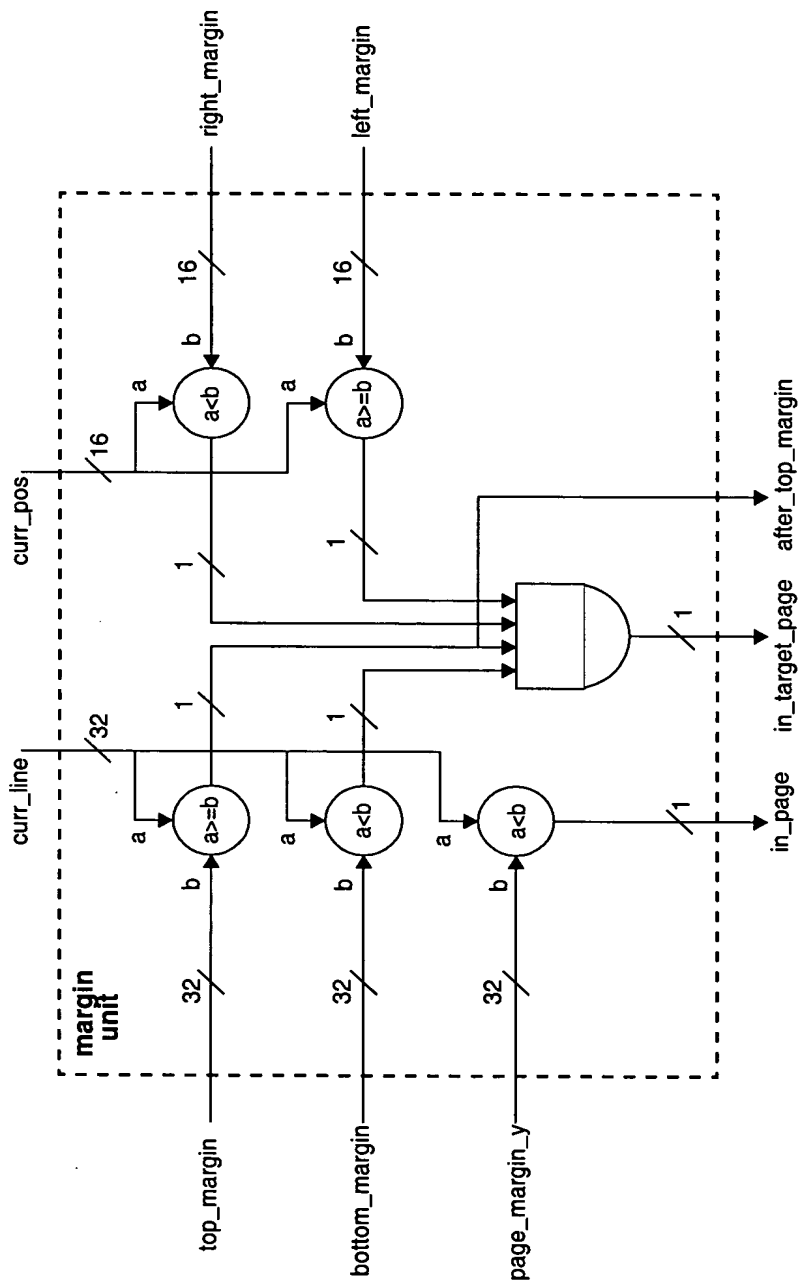 curr_line
curr_pos
margin
unit
32
16
a
a
top_margin
32
b
a>=b
1
1
a<b
b
16
right_margin
a
a
bottom_margin
32
b
a<b
1
1
a>=b
b
16
left_margin
a
page_margin_y
32
b
a<b
1
1
in_page
in_target_page
after_top_margin